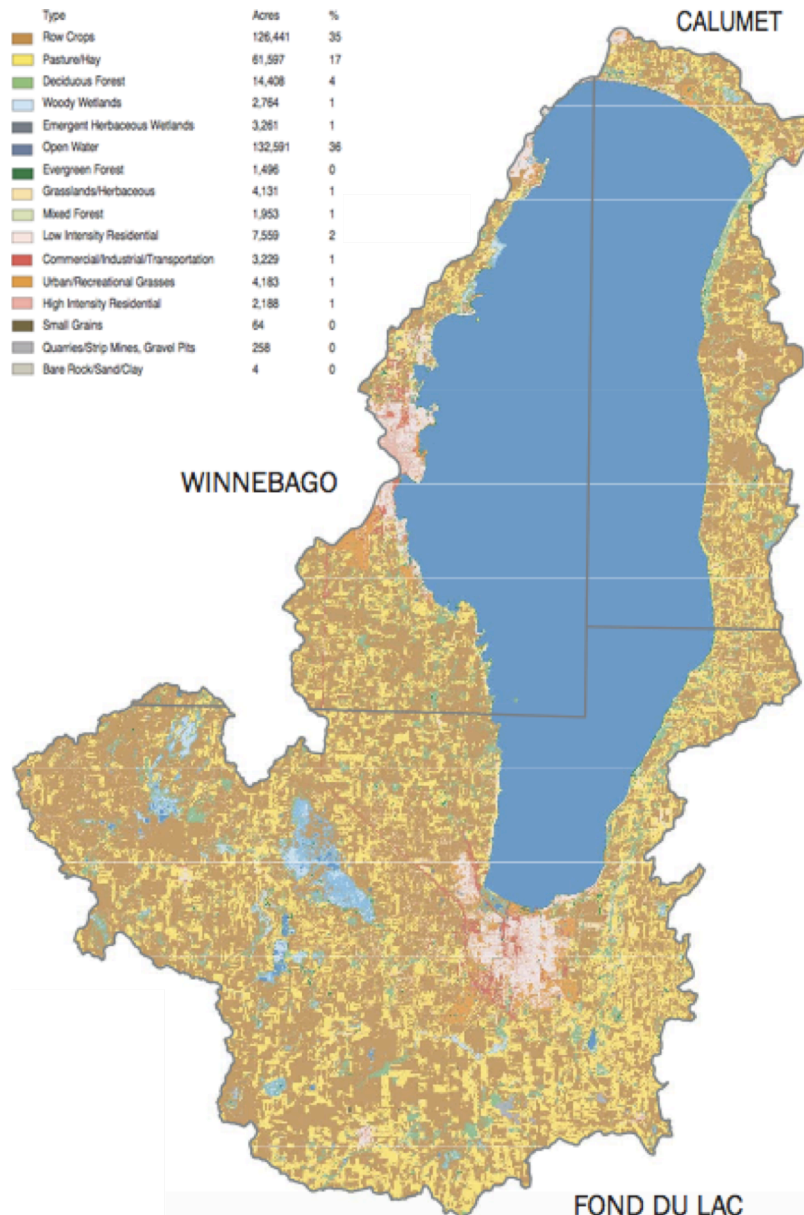 Type Acres %
Row Crops 126,441 35
Pasture/Hay 61,597 17
Deciduous Forest 14,408 4
Woody Wetlands 2,764 1
Emergent Herbaceous Wetlands 3,261 1
Open Water 132,591 36
Evergreen Forest 1,496 0
Grasslands/Herbaceous 4,131 1
Mixed Forest 1,953 1
Low Intensity Residential 7,559 2
Commercial/Industrial/Transportation 3,229 1
Urban/Recreational Grasses 4,183 1
High Intensity Residential 2,188 1
Small Grains 64 0
Quarries/Strip Mines, Gravel Pits 258 0
Bare Rock/Sand/Clay 4 0
CALUMET
WINNEBAGO
FOND DU LAC